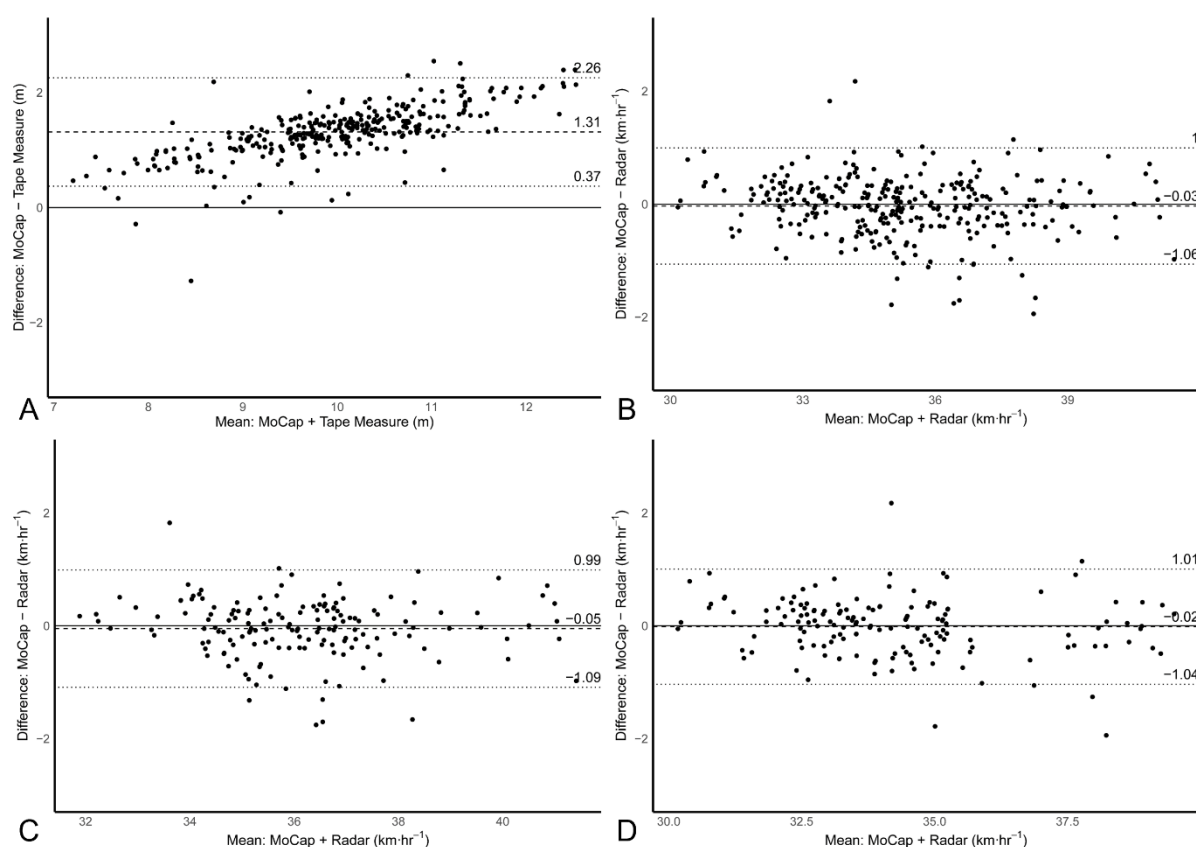 Difference: MoCap − Tape Measure (m)
2
0
−2
2.26
1.31
0.37
A
7 8 9 10 11 12
Mean: MoCap + Tape Measure (m)
Difference: MoCap − Radar (km·hr⁻¹)
2
0
−2
1
−0.03
−1.06
B
30 33 36 39
Mean: MoCap + Radar (km·hr⁻¹)
Difference: MoCap − Radar (km·hr⁻¹)
2
0
−2
0.99
−0.05
−1.09
C
32 34 36 38 40
Mean: MoCap + Radar (km·hr⁻¹)
Difference: MoCap − Radar (km·hr⁻¹)
2
0
−2
1.01
−0.02
−1.04
D
30.0 32.5 35.0 37.5
Mean: MoCap + Radar (km·hr⁻¹)